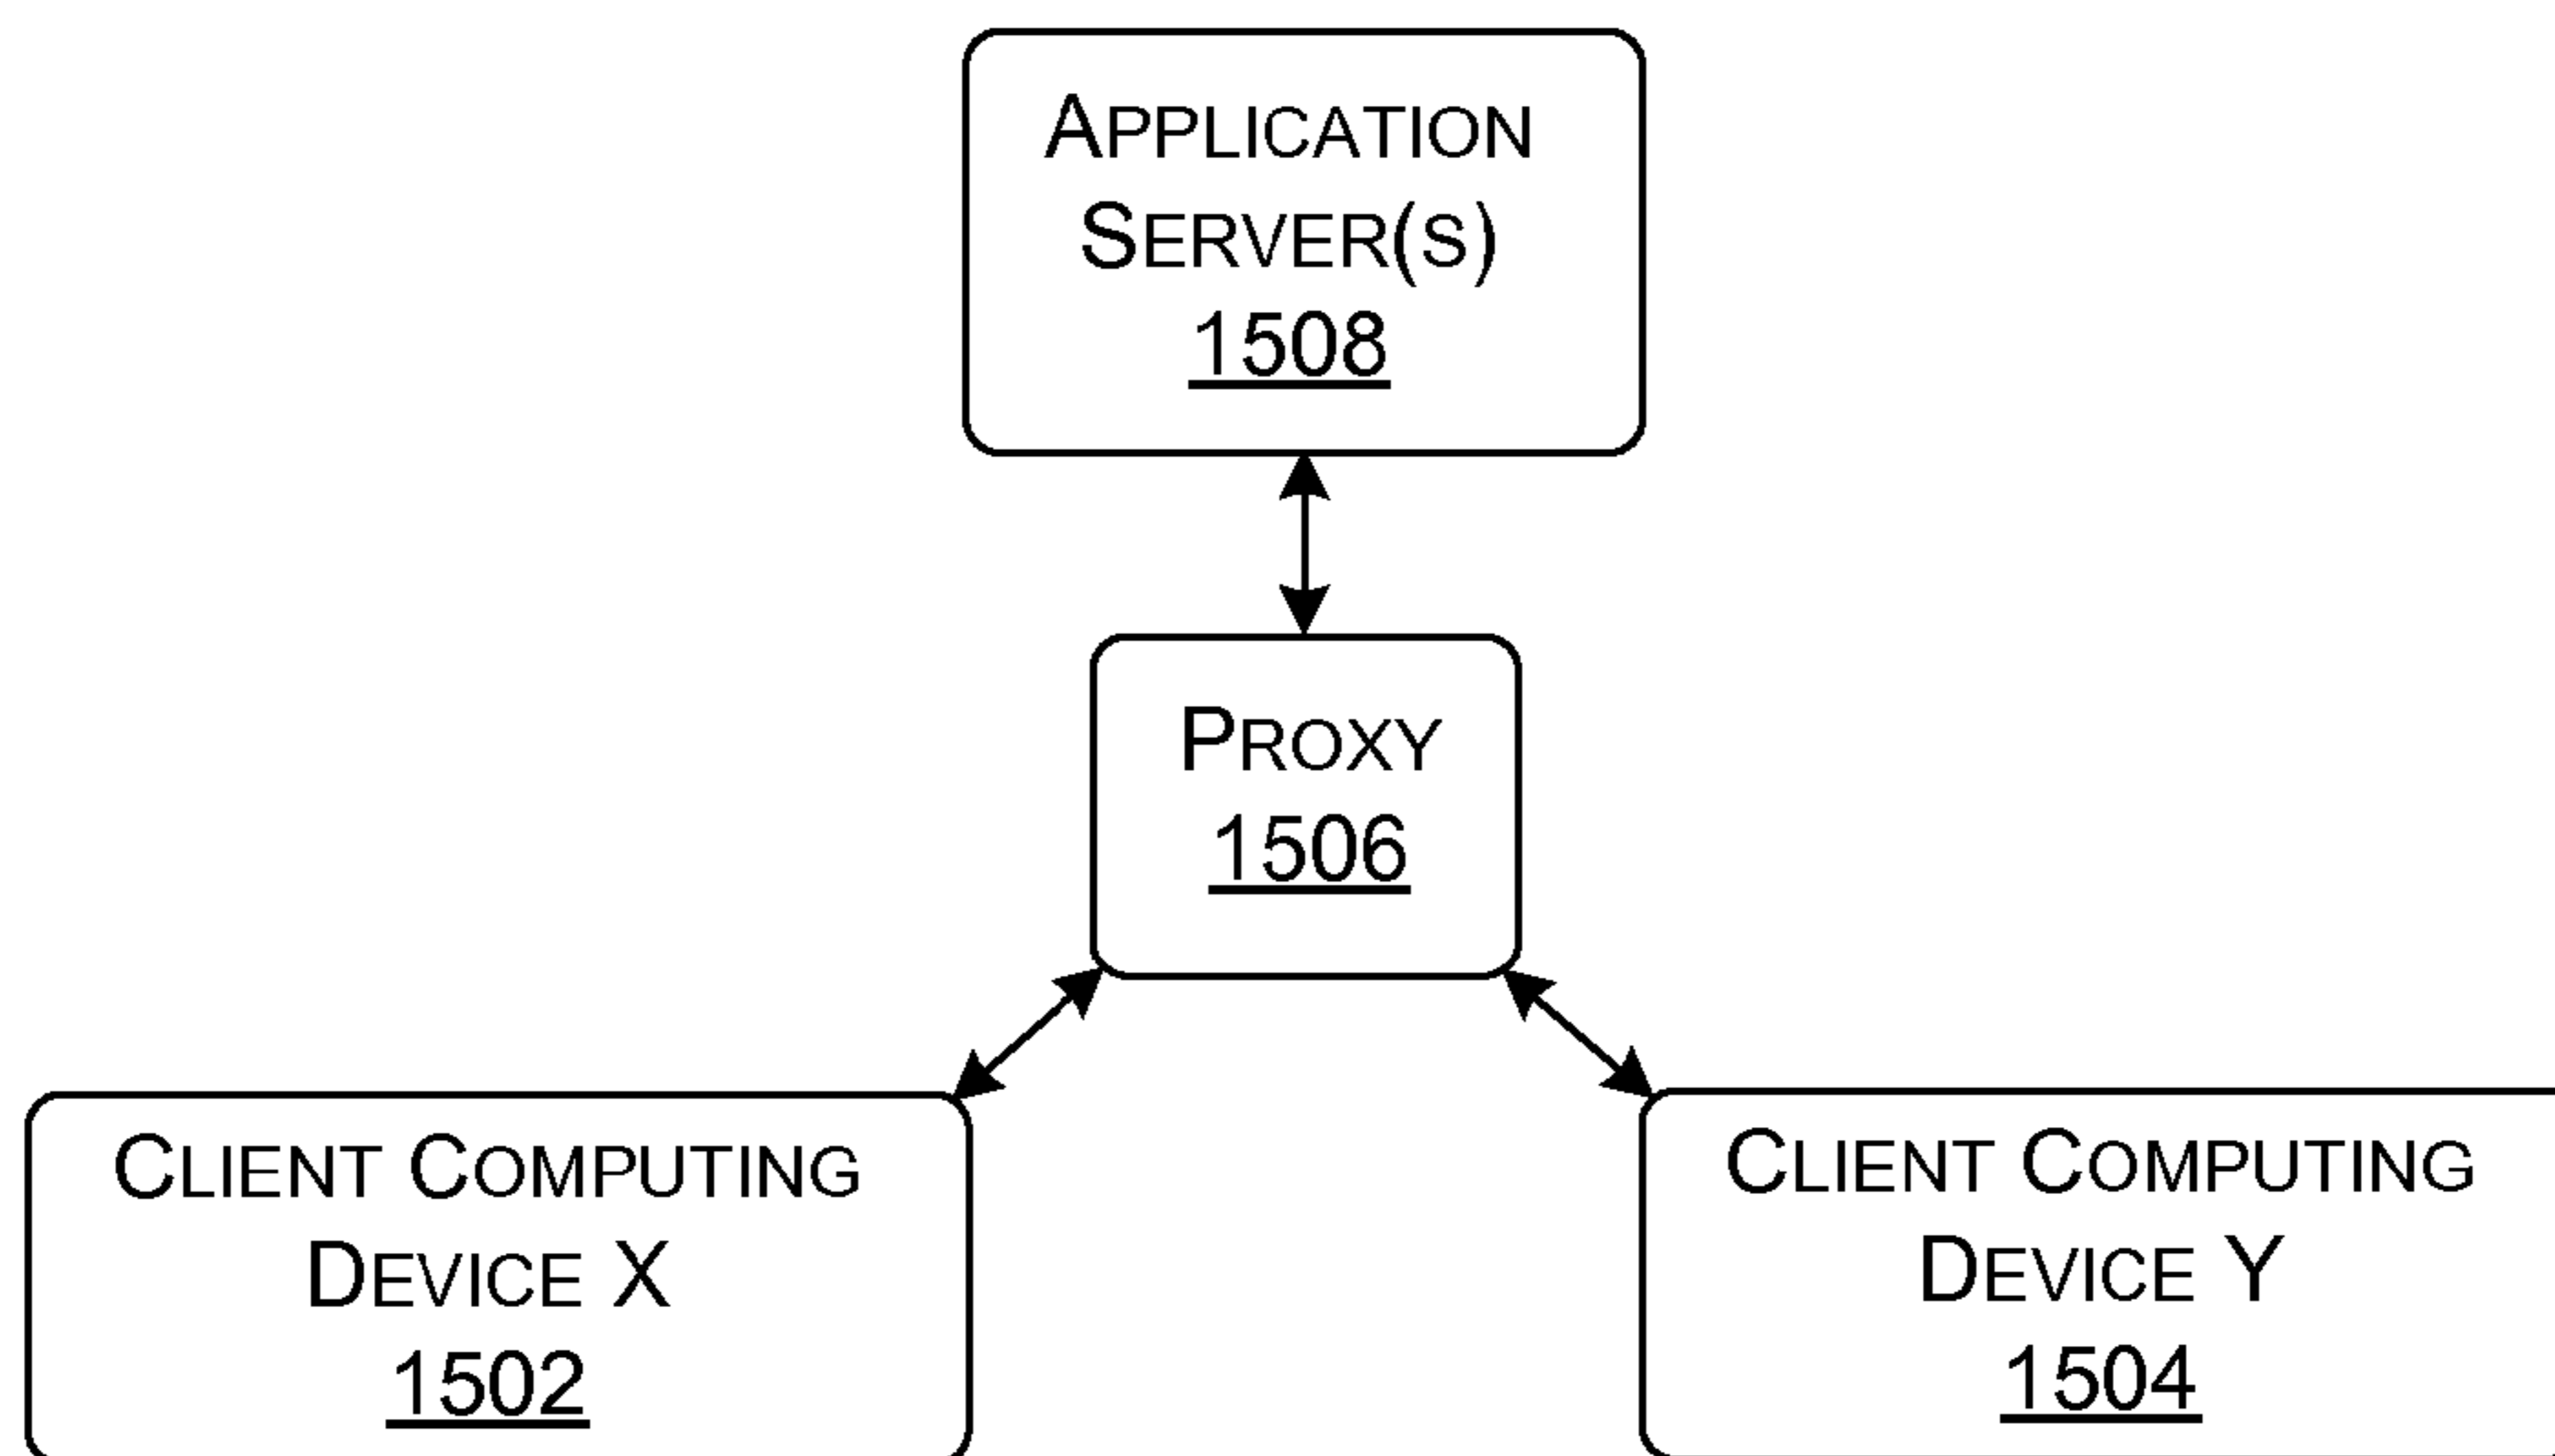 APPLICATION
SERVER(S)
1508
PROXY
1506
CLIENT COMPUTING
DEVICE X
1502
CLIENT COMPUTING
DEVICE Y
1504